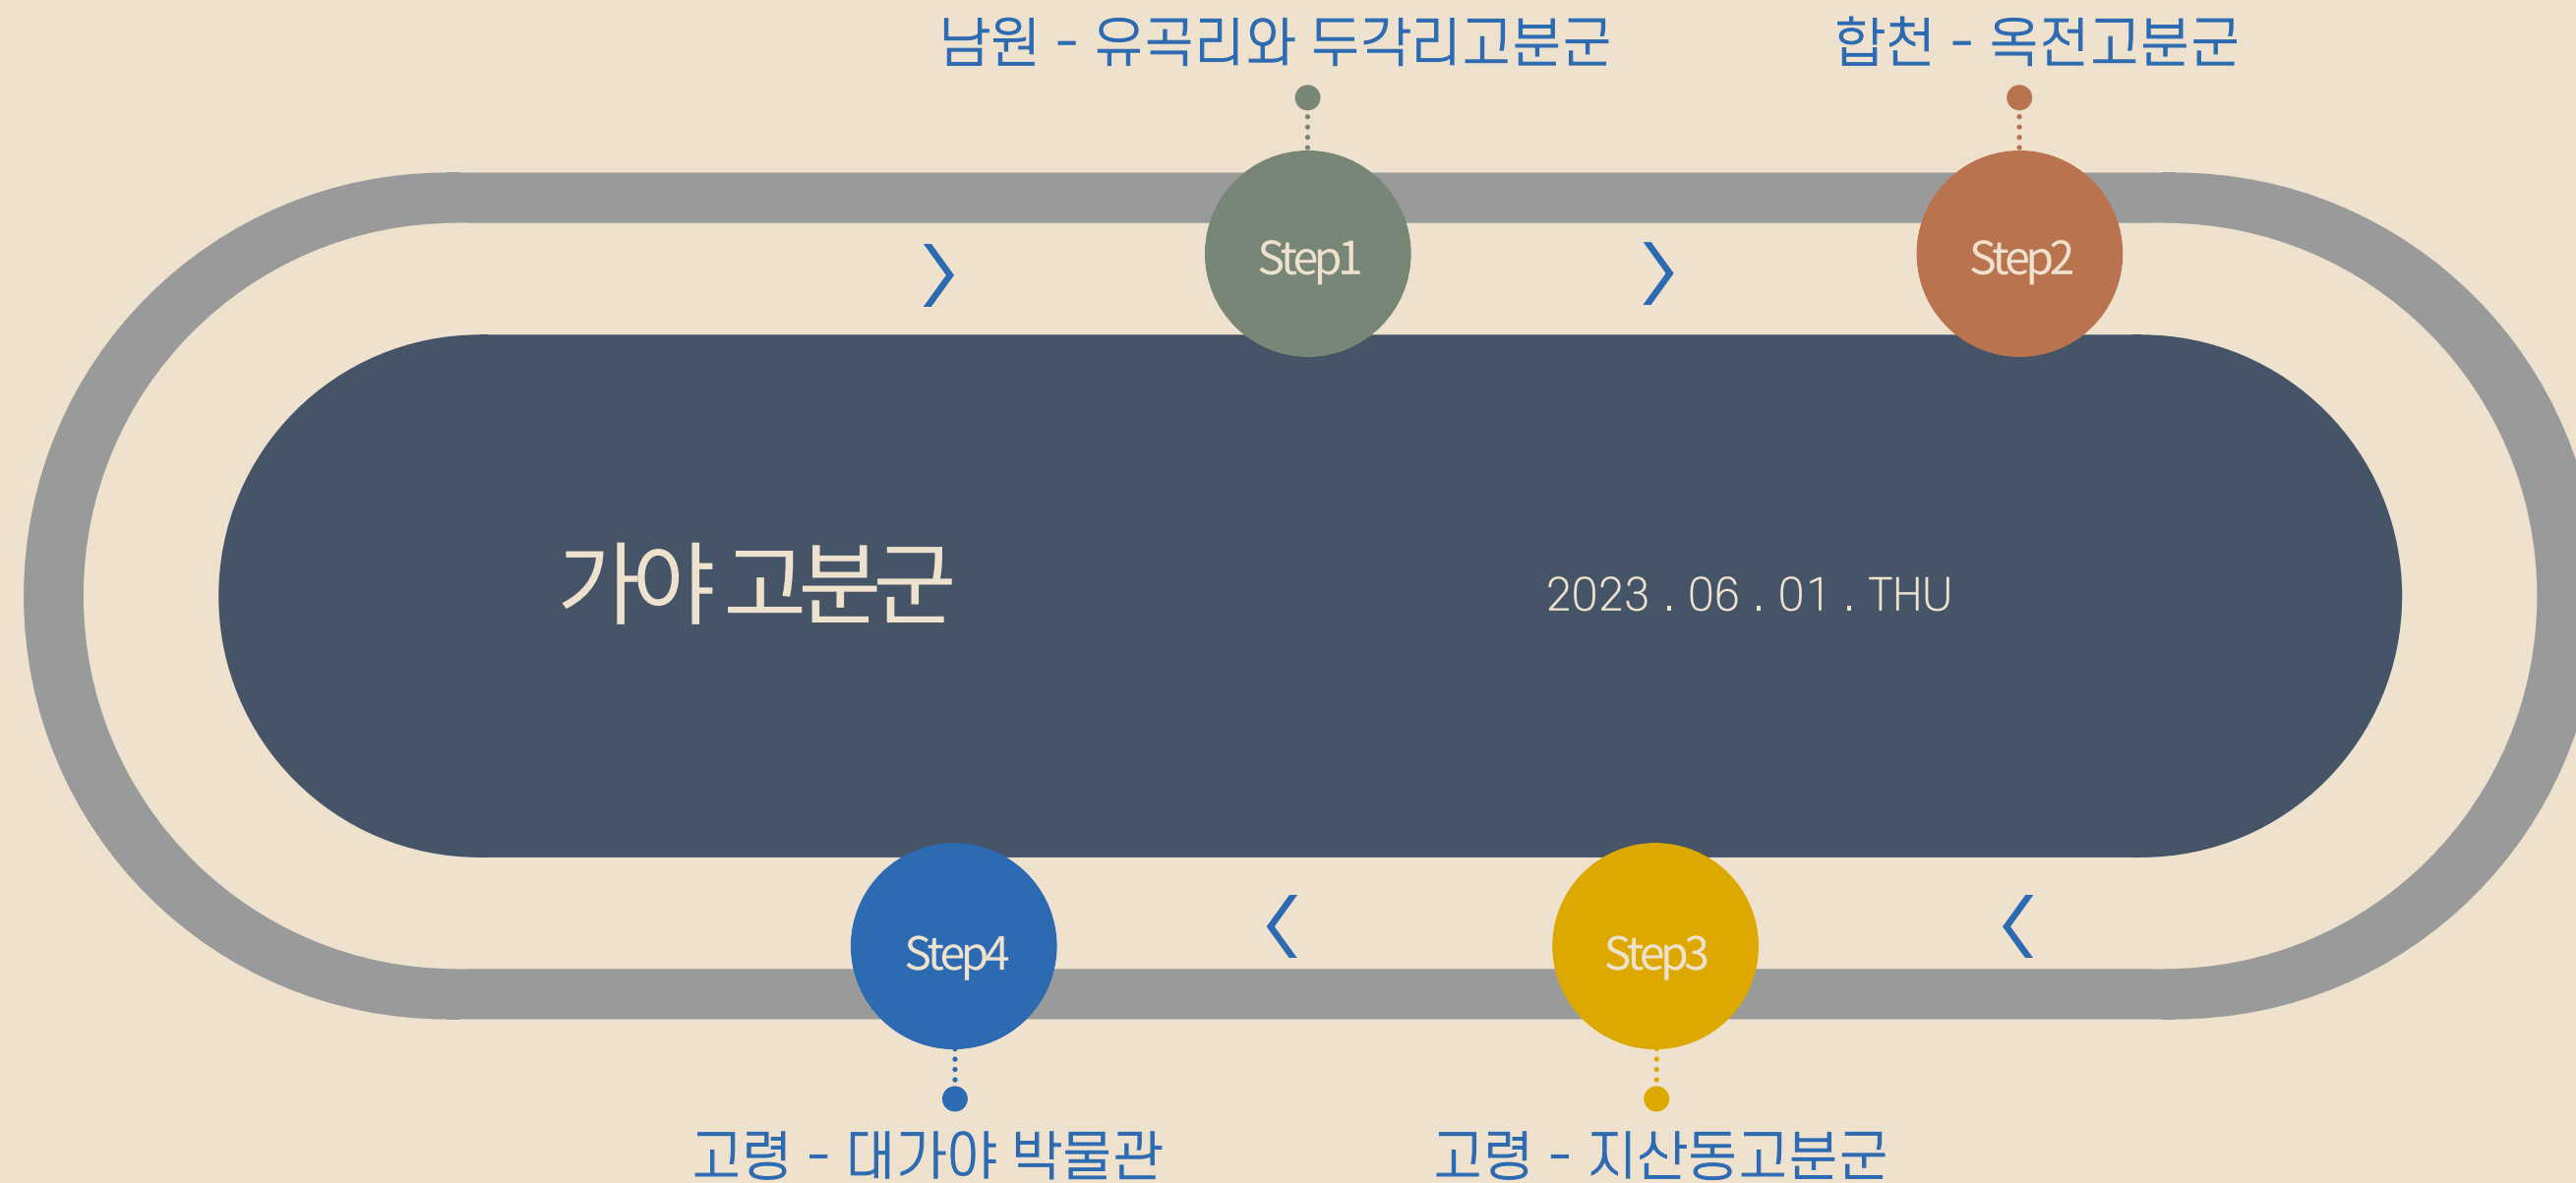 남원 - 유곡리와 두각리고분군
합천 - 옥전고분군
Step1
Step2
가야 고분군
2023 . 06 . 01 . THU
Step4
Step3
고령 - 대가야 박물관
고령 - 지산동고분군